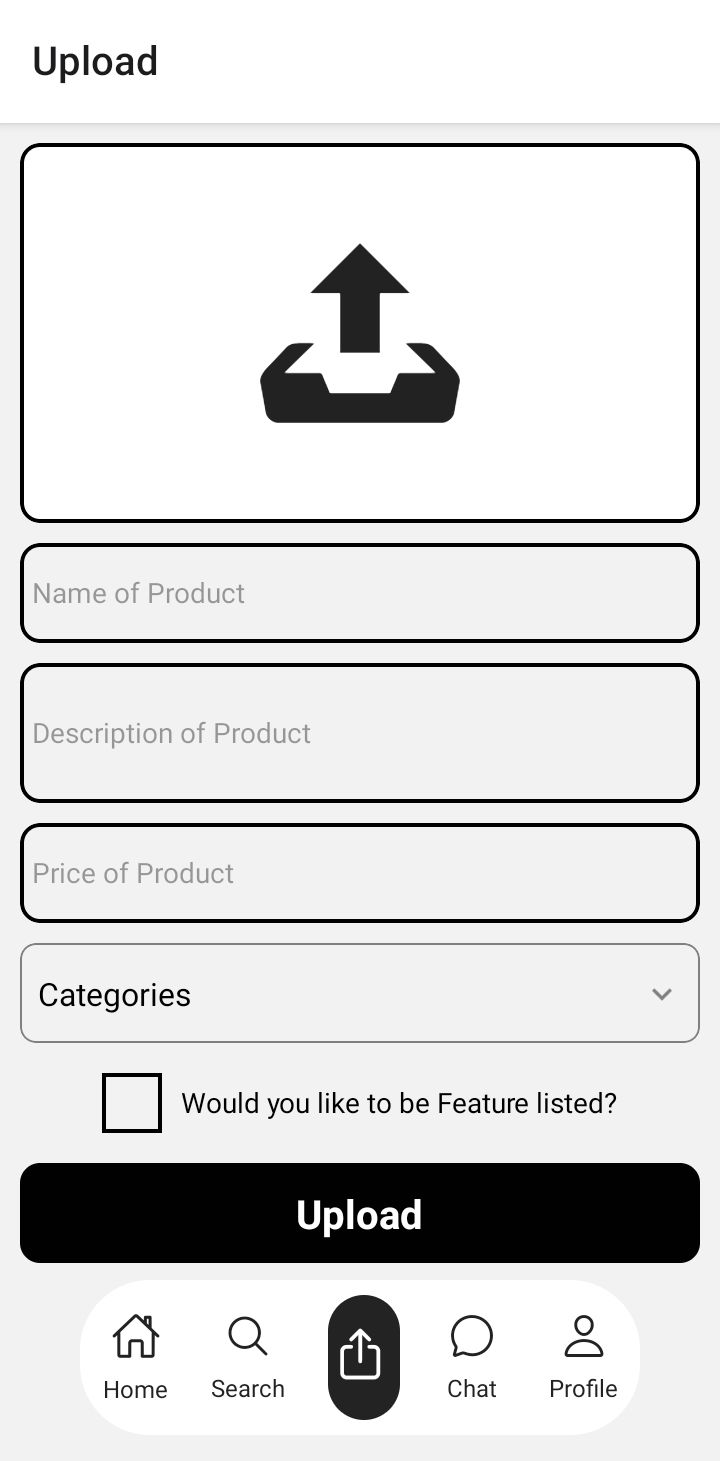 Upload
Name of Product
Description of Product
Price of Product
Categories
Would you like to be Feature listed?
Upload
Home
Search
Chat
Profile